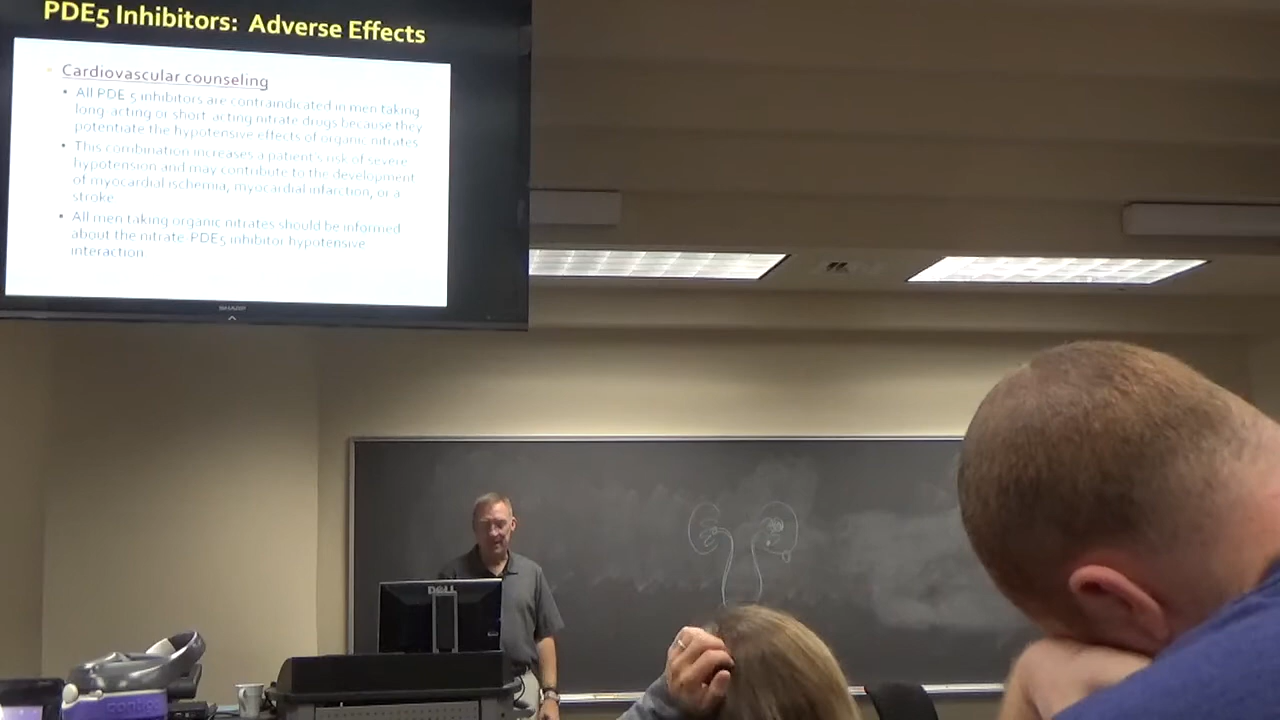 PDE5 Inhibitors: Adverse Effects
Cardiovascular counseling
• All PDE 5 inhibitors are contraindicated in men taking
long-acting or short-acting nitrate drugs because they
potentiate the hypotensive effects of organic nitrates
• This combination increases a patient's risk of severe
hypotension and may contribute to the development
of myocardial ischemia, myocardial infarction, or a
stroke
• All men taking organic nitrates should be informed
about the nitrate-PDE5 inhibitor hypotensive
interaction
SHARP
DELL
contigo